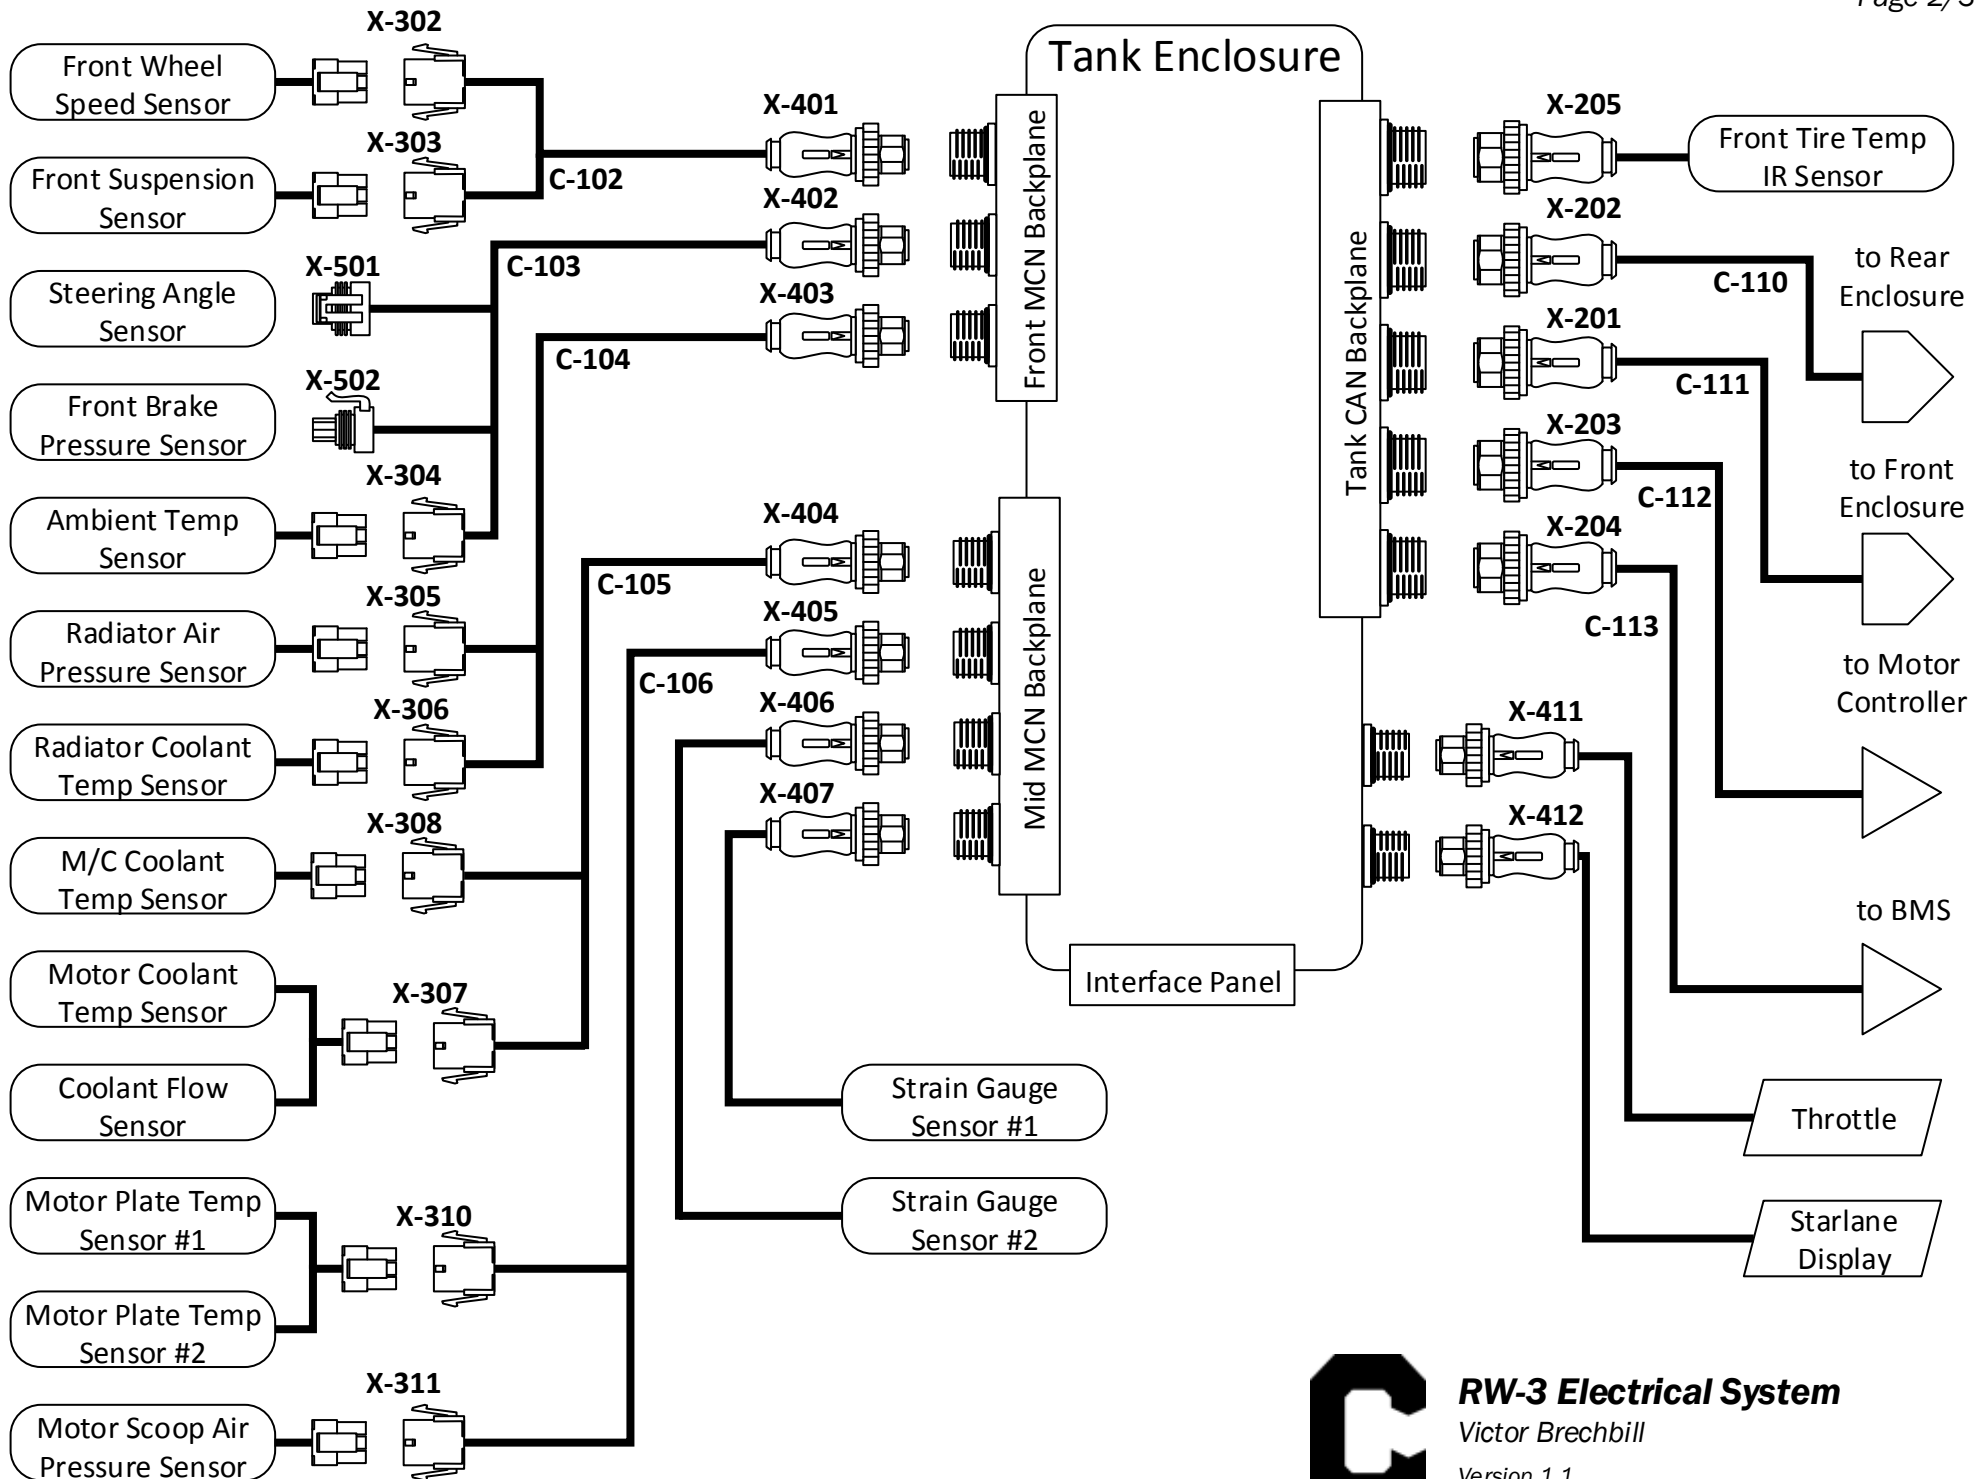 Page 2/3
X-302
Front Wheel
Speed Sensor
X-303
Front Suspension
Sensor
X-501
Steering Angle
Sensor
X-502
Front Brake
Pressure Sensor
X-304
Ambient Temp
Sensor
X-305
Radiator Air
Pressure Sensor
X-306
Radiator Coolant
Temp Sensor
X-308
M/C Coolant
Temp Sensor
Motor Coolant
Temp Sensor
X-307
Coolant Flow
Sensor
Motor Plate Temp
Sensor #1
X-310
Motor Plate Temp
Sensor #2
X-311
Motor Scoop Air
Pressure Sensor
C-102
C-103
C-104
C-105
C-106
X-401
X-402
X-403
X-404
X-405
X-406
X-407
Tank Enclosure
Front MCN Backplane
Mid MCN Backplane
Tank CAN Backplane
Interface Panel
Strain Gauge
Sensor #1
Strain Gauge
Sensor #2
X-205
Front Tire Temp
IR Sensor
X-202
C-110
to Rear
Enclosure
X-201
C-111
to Front
Enclosure
X-203
C-112
to Motor
Controller
X-204
C-113
to BMS
X-411
Throttle
X-412
Starlane
Display
RW-3 Electrical System
Victor Brechbill
Version 1.1